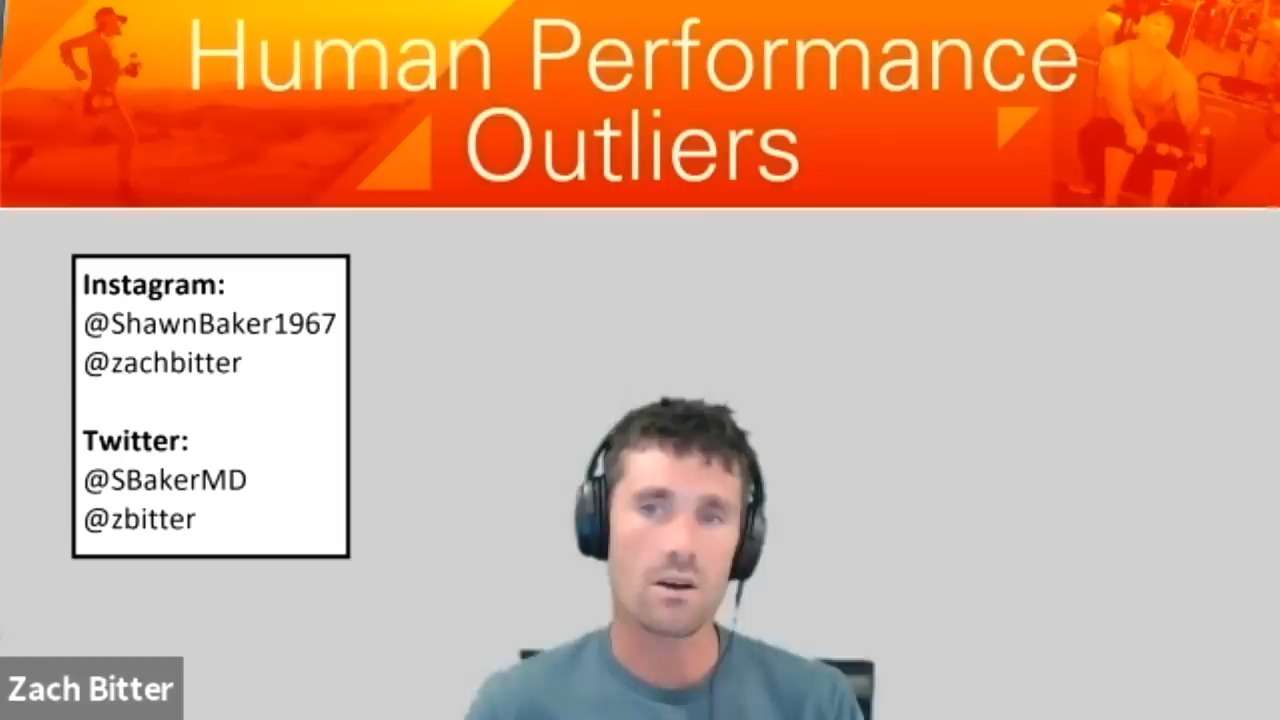 Human Performance
Outliers
Instagram:
@ShawnBaker1967
@zachbitter
Twitter:
@SBakerMD
@zbitter
Zach Bitter